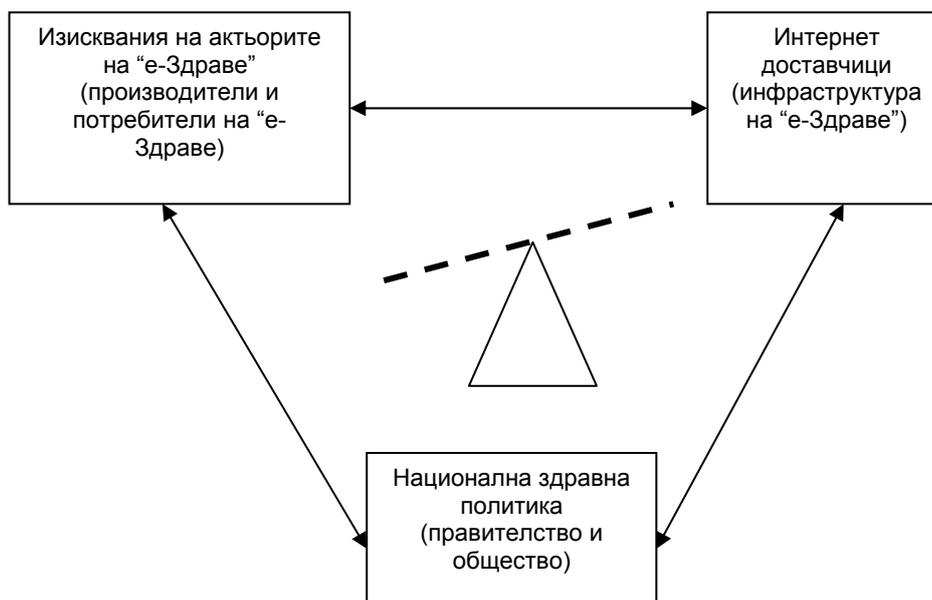 Изисквания на актьорите
на “е-Здраве”
(производители и
потребители на “е-
Здраве)
Интернет
доставчици
(инфраструктура
на “е-Здраве”)
Национална здравна
политика
(правителство и
общество)